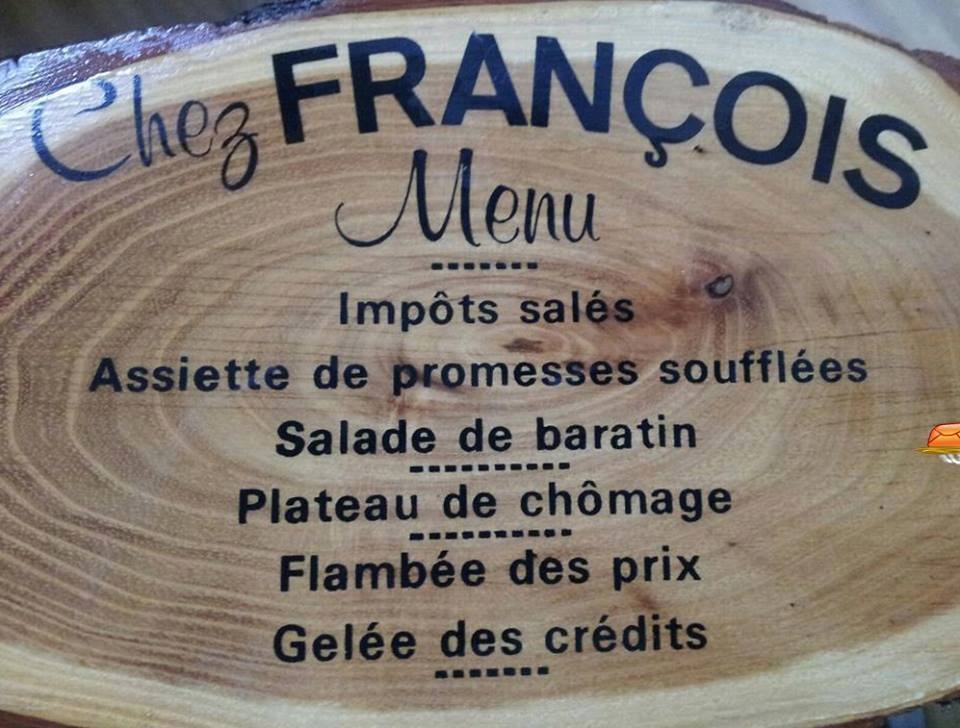 Chez FRANÇOIS
Menu
Impôts salés
Assiette de promesses soufflées
Salade de baratin
Plateau de chômage
Flambée des prix
Gelée des crédits